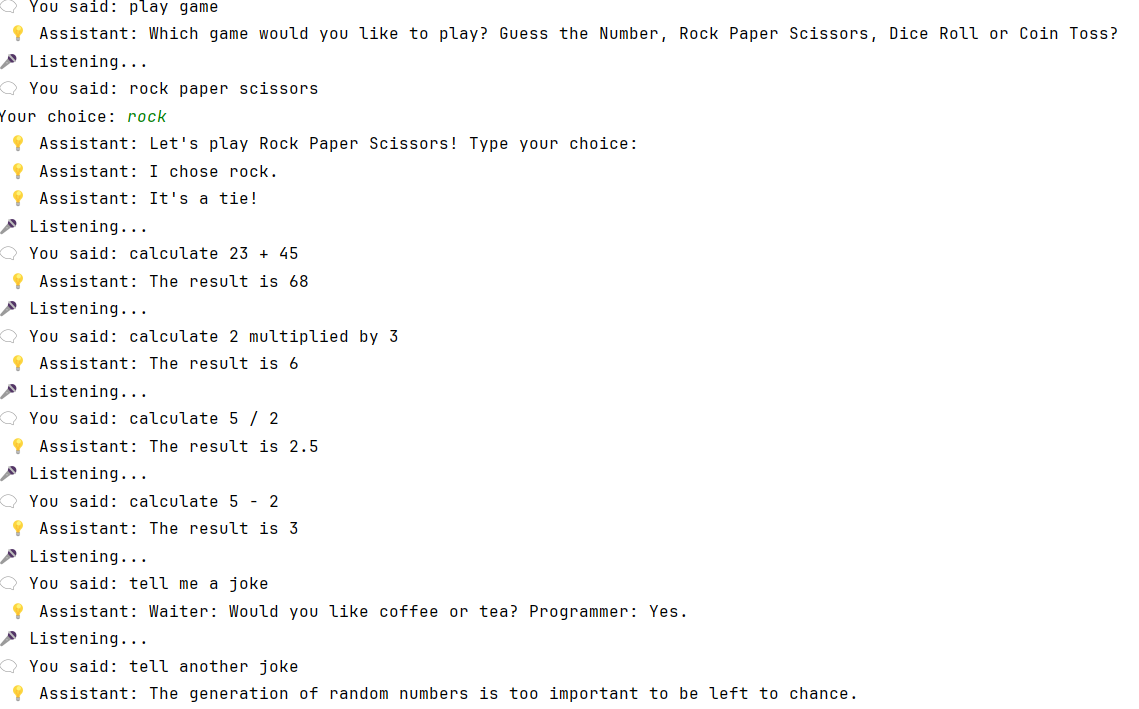 🗨 You said: play game
💡 Assistant: Which game would you like to play? Guess the Number, Rock Paper Scissors, Dice Roll or Coin Toss?
🎤 Listening...
🗨 You said: rock paper scissors
Your choice: rock
💡 Assistant: Let's play Rock Paper Scissors! Type your choice:
💡 Assistant: I chose rock.
💡 Assistant: It's a tie!
🎤 Listening...
🗨 You said: calculate 23 + 45
💡 Assistant: The result is 68
🎤 Listening...
🗨 You said: calculate 2 multiplied by 3
💡 Assistant: The result is 6
🎤 Listening...
🗨 You said: calculate 5 / 2
💡 Assistant: The result is 2.5
🎤 Listening...
🗨 You said: calculate 5 - 2
💡 Assistant: The result is 3
🎤 Listening...
🗨 You said: tell me a joke
💡 Assistant: Waiter: Would you like coffee or tea? Programmer: Yes.
🎤 Listening...
🗨 You said: tell another joke
💡 Assistant: The generation of random numbers is too important to be left to chance.